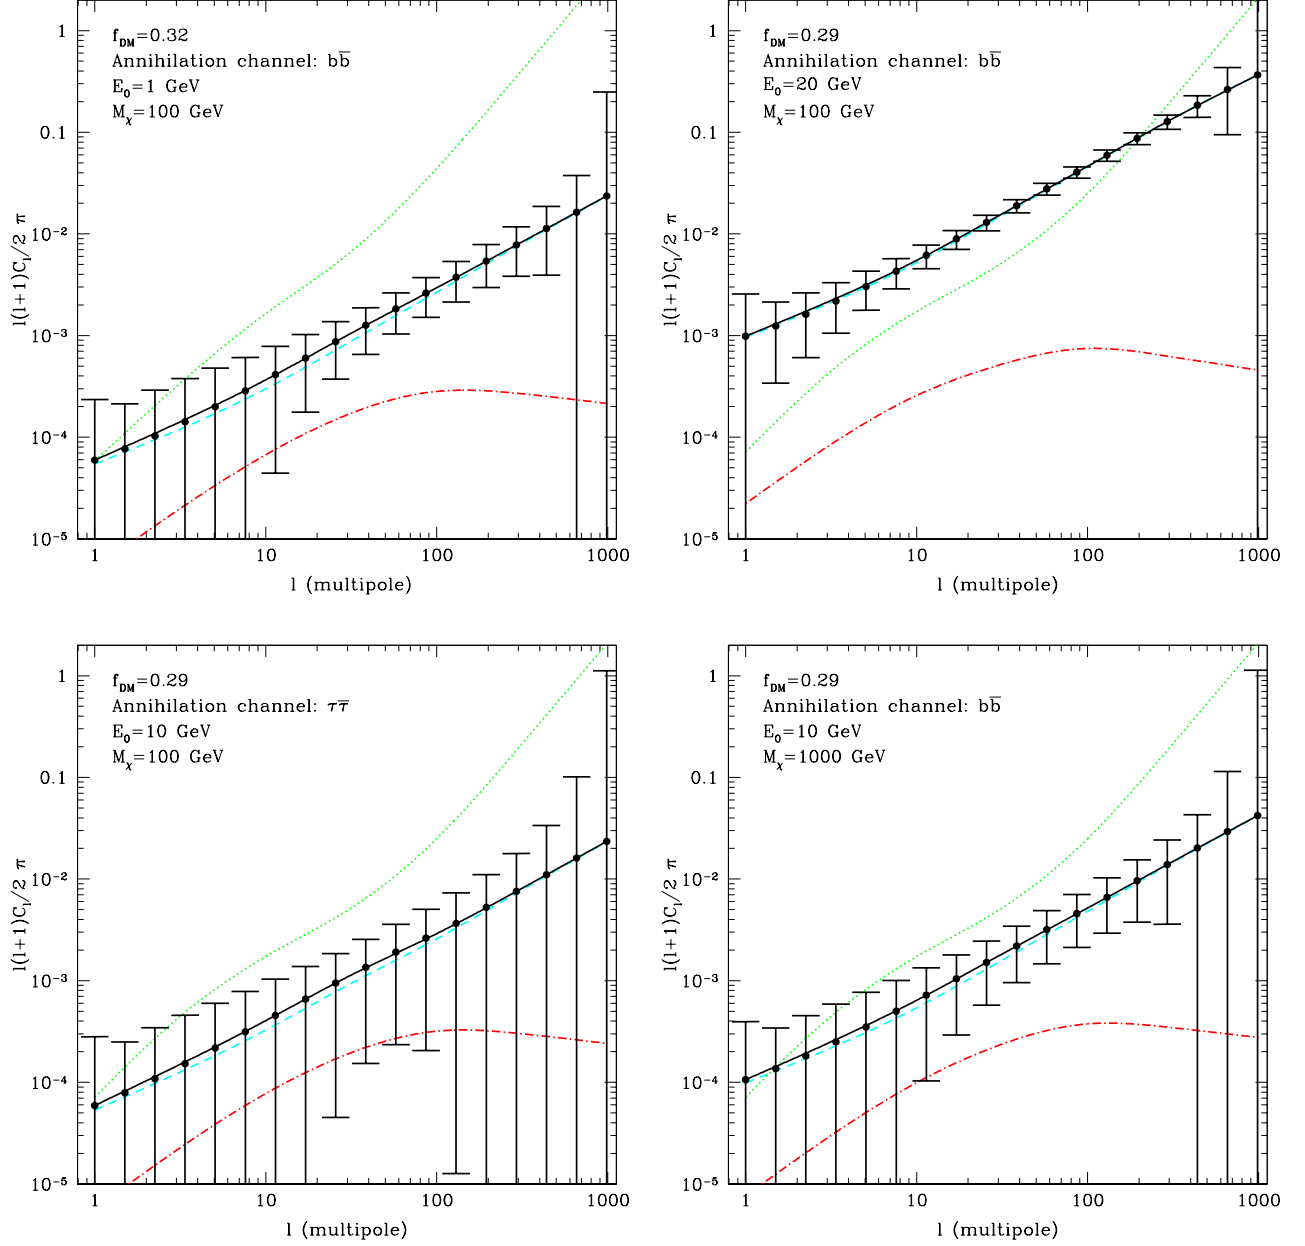 f_DM=0.32
Annihilation channel: bb̅
E_0=1 GeV
M_χ=100 GeV
1
0.1
10^-2
10^-3
10^-4
10^-5
l(l+1)C_l/2 π
1 10 100 1000
l (multipole)
f_DM=0.29
Annihilation channel: bb̅
E_0=20 GeV
M_χ=100 GeV
1
0.1
10^-2
10^-3
10^-4
10^-5
l(l+1)C_l/2 π
1 10 100 1000
l (multipole)
f_DM=0.29
Annihilation channel: ττ̅
E_0=10 GeV
M_χ=100 GeV
1
0.1
10^-2
10^-3
10^-4
10^-5
l(l+1)C_l/2 π
1 10 100 1000
l (multipole)
f_DM=0.29
Annihilation channel: bb̅
E_0=10 GeV
M_χ=1000 GeV
1
0.1
10^-2
10^-3
10^-4
10^-5
l(l+1)C_l/2 π
1 10 100 1000
l (multipole)